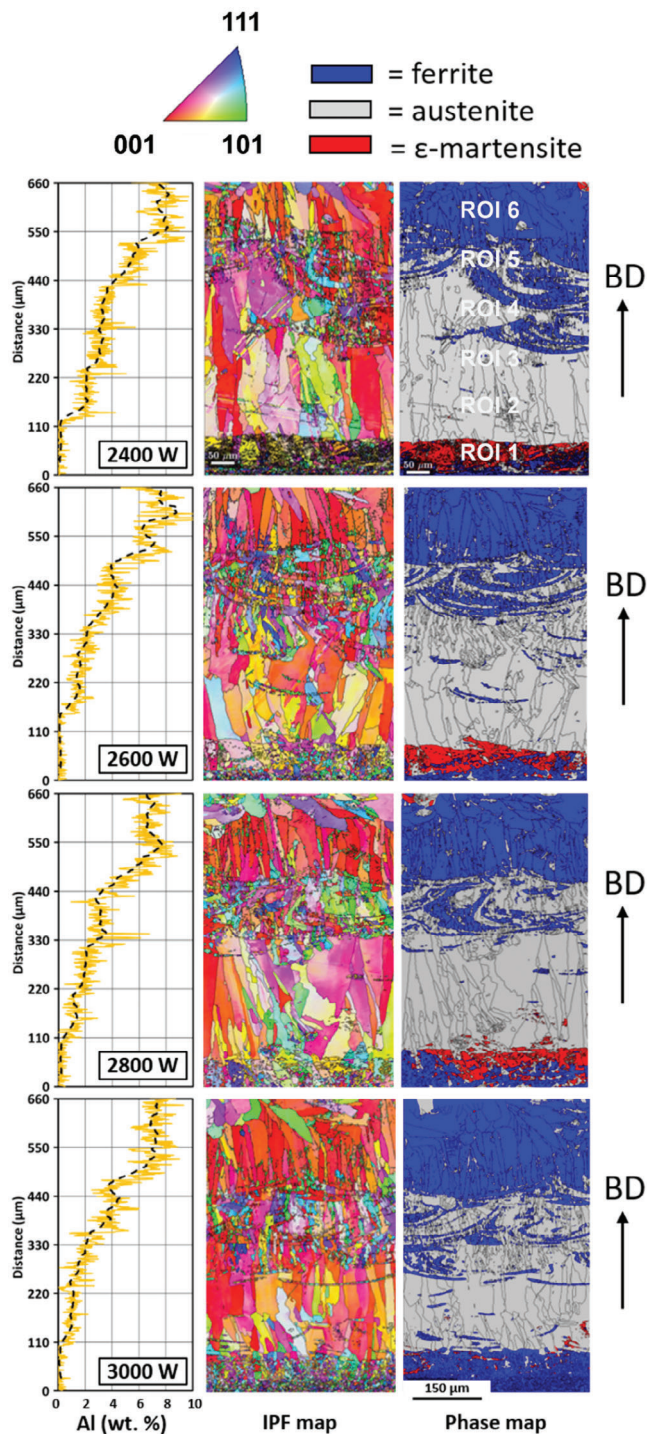 111
001
101
= ferrite
= austenite
= ε-martensite
Distance (µm)
660
550
440
330
220
110
0
2400 W
50 µm
ROI 6
ROI 5
ROI 4
ROI 3
ROI 2
ROI 1
50 µm
BD
Distance (µm)
660
550
440
330
220
110
0
2600 W
BD
Distance (µm)
660
550
440
330
220
110
0
2800 W
BD
Distance (µm)
660
550
440
330
220
110
0
3000 W
BD
0 2 4 6 8 10
150 µm
Al (wt. %)
IPF map
Phase map